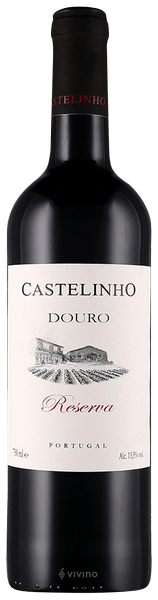 CASTELINHO
CASTELINHO
DOURO
Reserva
PORTUGAL
750 ml e
Alc. 13,5% vol.
VIVINO